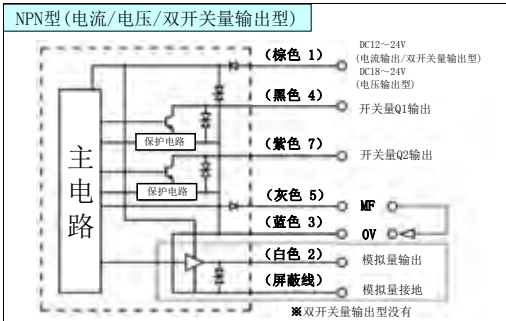 NPN型(电流/电压/双开关量输出型)
(棕色 1)
DC12～24V
(电流输出/双开关量输出型)
DC18～24V
(电压输出型)
(黑色 4)
开关量Q1输出
保护电路
(紫色 7)
开关量Q2输出
保护电路
主电路
(灰色 5)
MF
(蓝色 3)
0V
(白色 2)
模拟量输出
(屏蔽线)
模拟量接地
※双开关量输出型没有